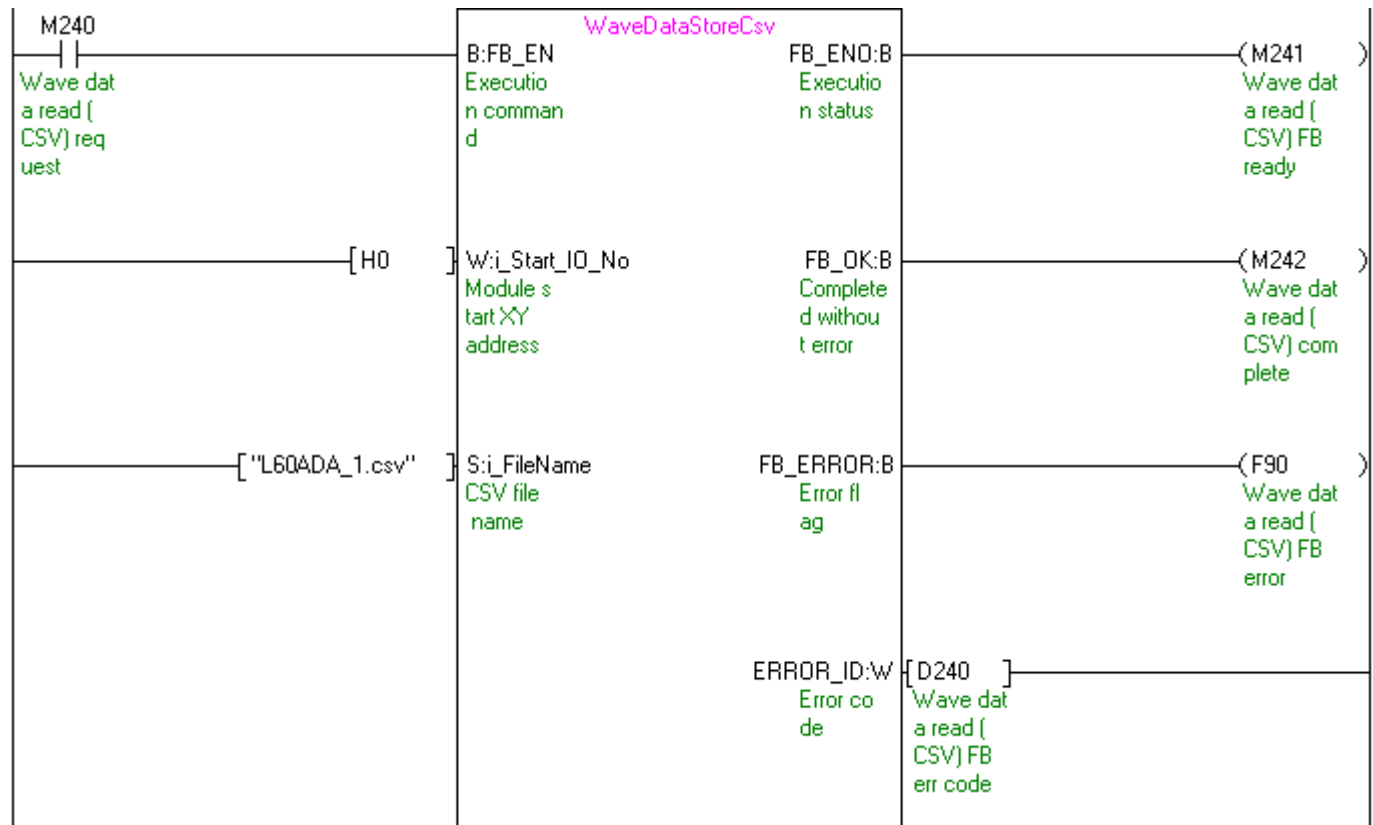 M240
WaveDataStoreCsv
B:FB_EN
FB_ENO:B
(M241 )
Wave dat
a read (
CSV) req
uest
Executio
n comman
d
Executio
n status
Wave dat
a read (
CSV) FB
ready
[H0 ]
W:i_Start_IO_No
FB_OK:B
(M242 )
Module s
tart XY
address
Complete
d withou
t error
Wave dat
a read (
CSV) com
plete
["L60ADA_1.csv" ]
S:i_FileName
FB_ERROR:B
(F90 )
CSV file
name
Error fl
ag
Wave dat
a read (
CSV) FB
error
ERROR_ID:W
[D240 ]
Error co
de
Wave dat
a read (
CSV) FB
err code